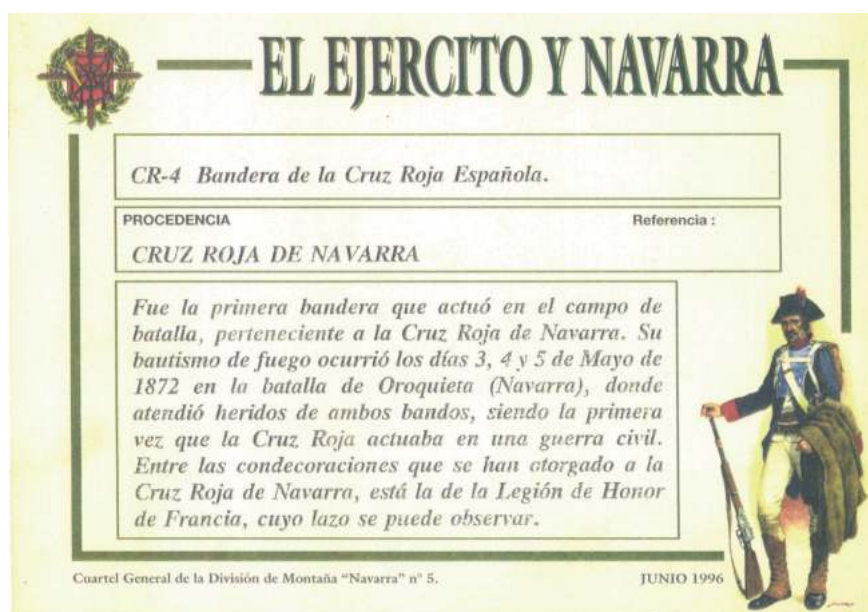 EL EJERCITO Y NAVARRA
CR-4 Bandera de la Cruz Roja Española.
PROCEDENCIA
Referencia :
CRUZ ROJA DE NAVARRA
Fue la primera bandera que actuó en el campo de
batalla, perteneciente a la Cruz Roja de Navarra. Su
bautismo de fuego ocurrió los días 3, 4 y 5 de Mayo de
1872 en la batalla de Oroquieta (Navarra), donde
atendió heridos de ambos bandos, siendo la primera
vez que la Cruz Roja actuaba en una guerra civil.
Entre las condecoraciones que se han otorgado a la
Cruz Roja de Navarra, está la de la Legión de Honor
de Francia, cuyo lazo se puede observar.
Cuartel General de la División de Montaña “Navarra” nº 5.
JUNIO 1996